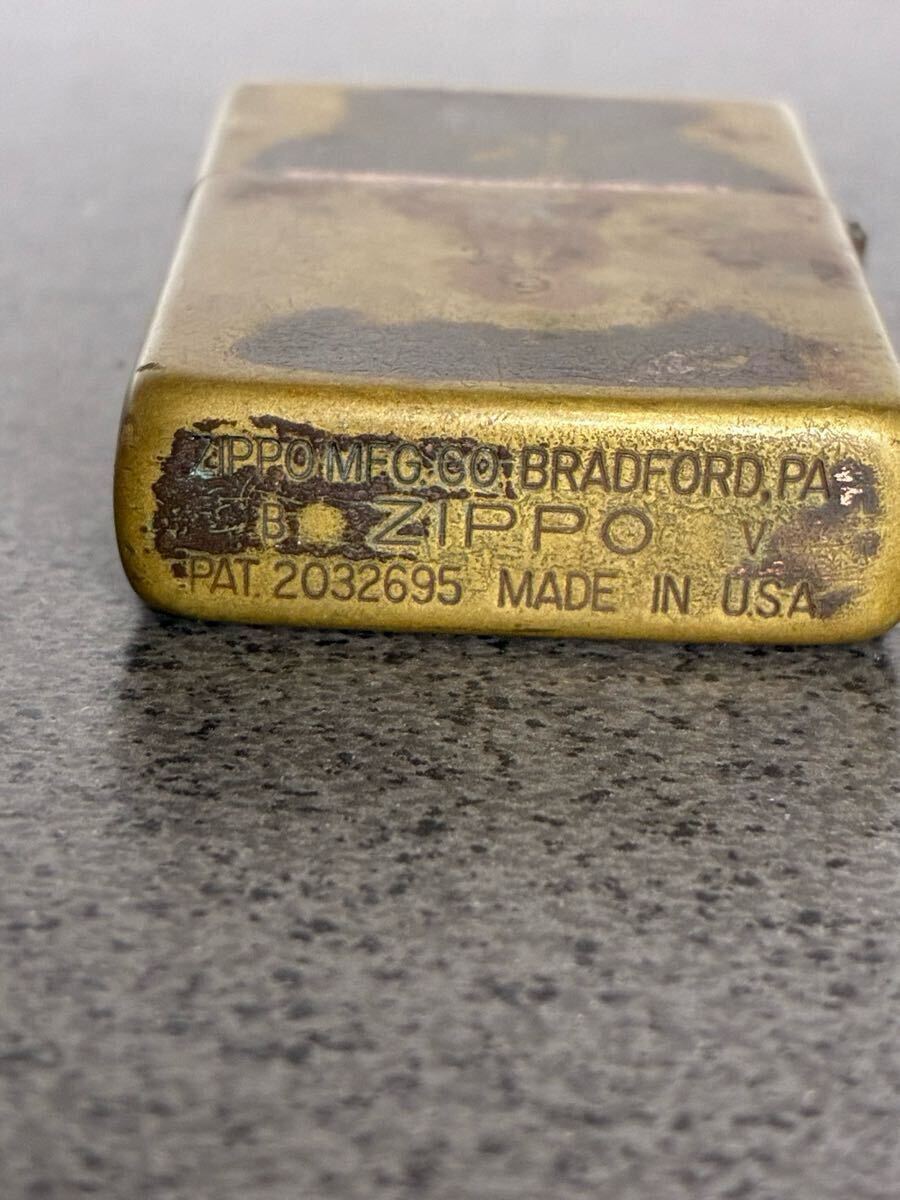 ZIPPO MFG. CO. BRADFORD, PA
B ZIPPO V
PAT. 2032695 MADE IN U.S.A